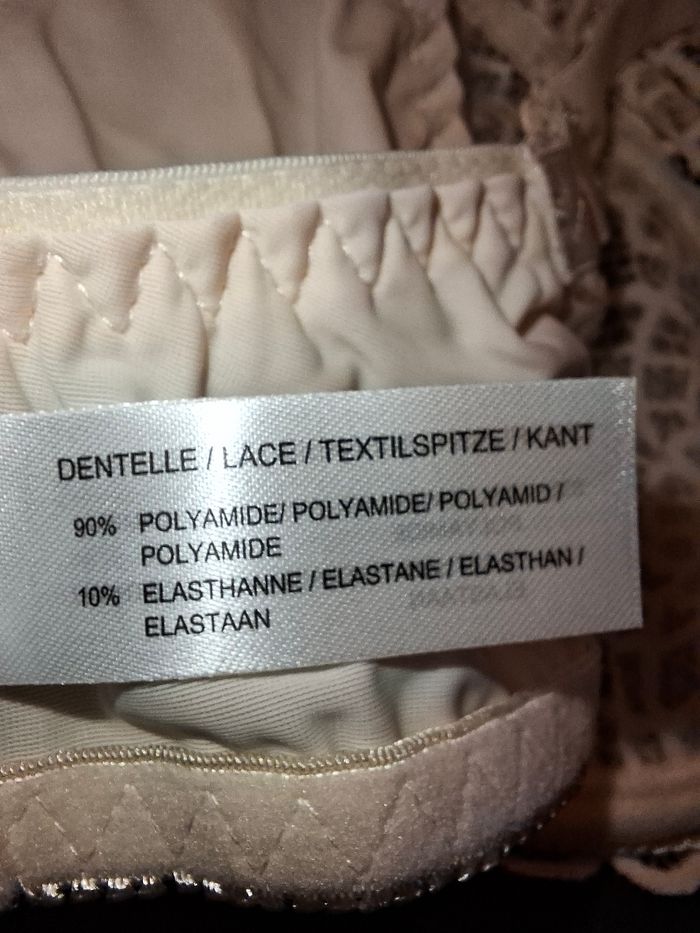 DENTELLE / LACE / TEXTILSPITZE / KANT
90% POLYAMIDE/ POLYAMIDE/ POLYAMID /
POLYAMIDE
10% ELASTHANNE / ELASTANE / ELASTHAN /
ELASTAAN